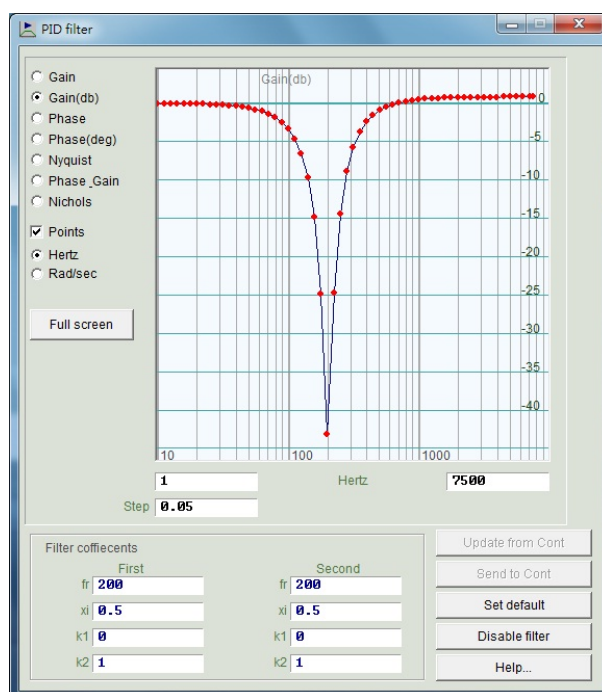 PID filter
Gain
Gain(db)
Phase
Phase(deg)
Nyquist
Phase _Gain
Nichols
Points
Hertz
Rad/sec
Full screen
Gain(db)
0
-5
-10
-15
-20
-25
-30
-35
-40
10
100
1000
1
Hertz
7500
Step
0.05
Filter coffiecents
First
Second
fr 200
fr 200
xi 0.5
xi 0.5
k1 0
k1 0
k2 1
k2 1
Update from Cont
Send to Cont
Set default
Disable filter
Help...